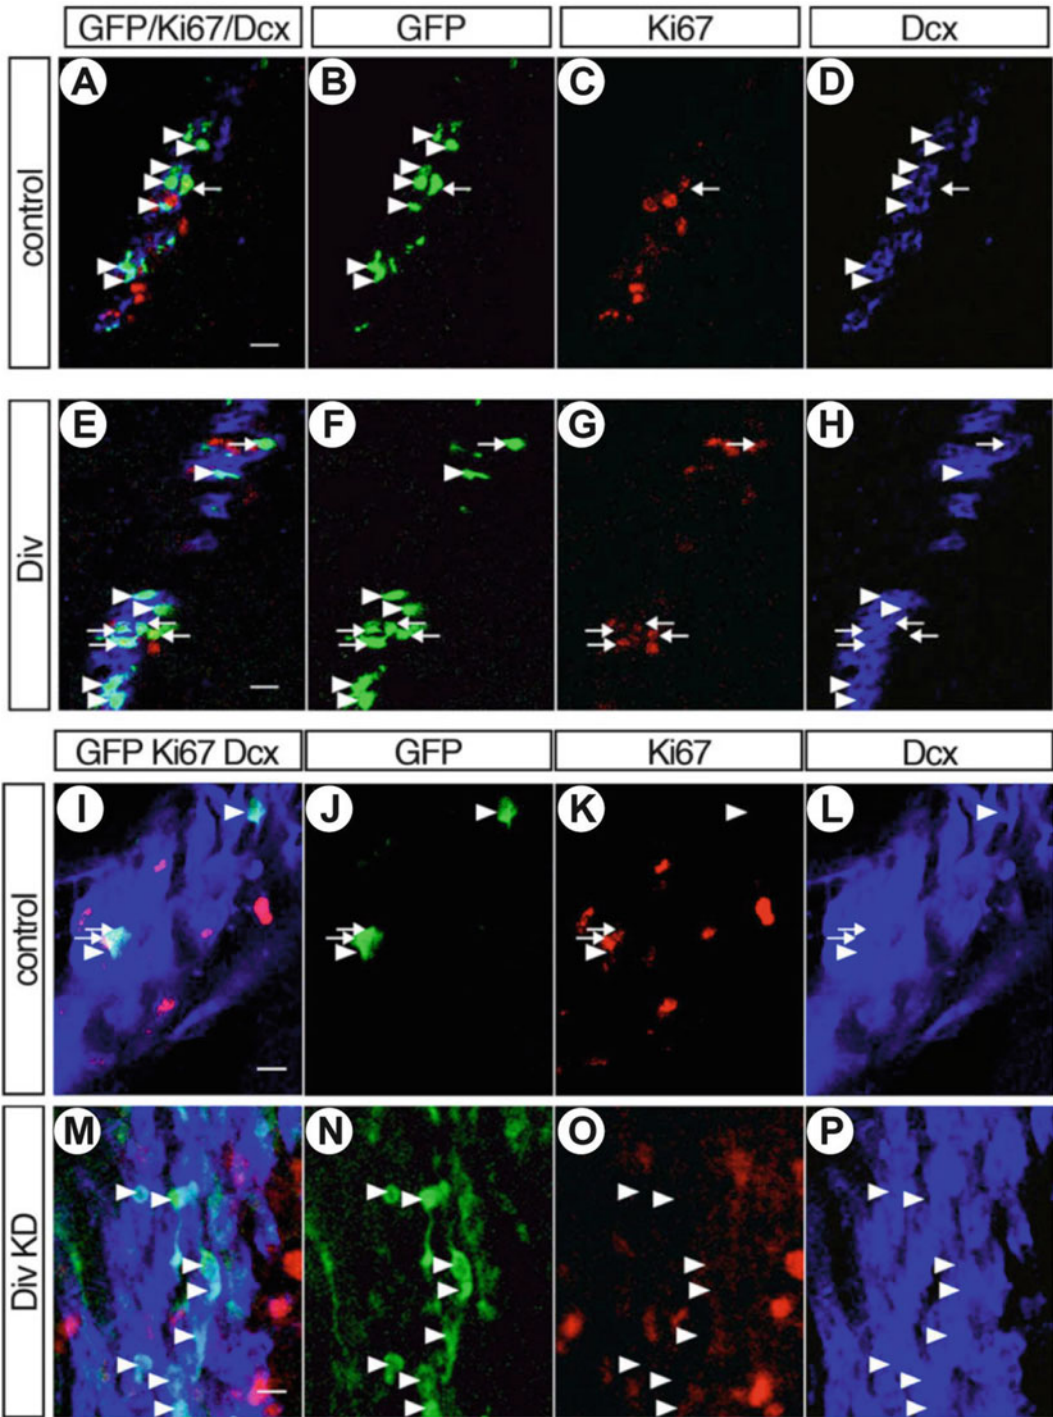 GFP/Ki67/Dcx GFP Ki67 Dcx
control A B C D
Div E F G H
GFP Ki67 Dcx GFP Ki67 Dcx
control I J K L
Div KD M N O P